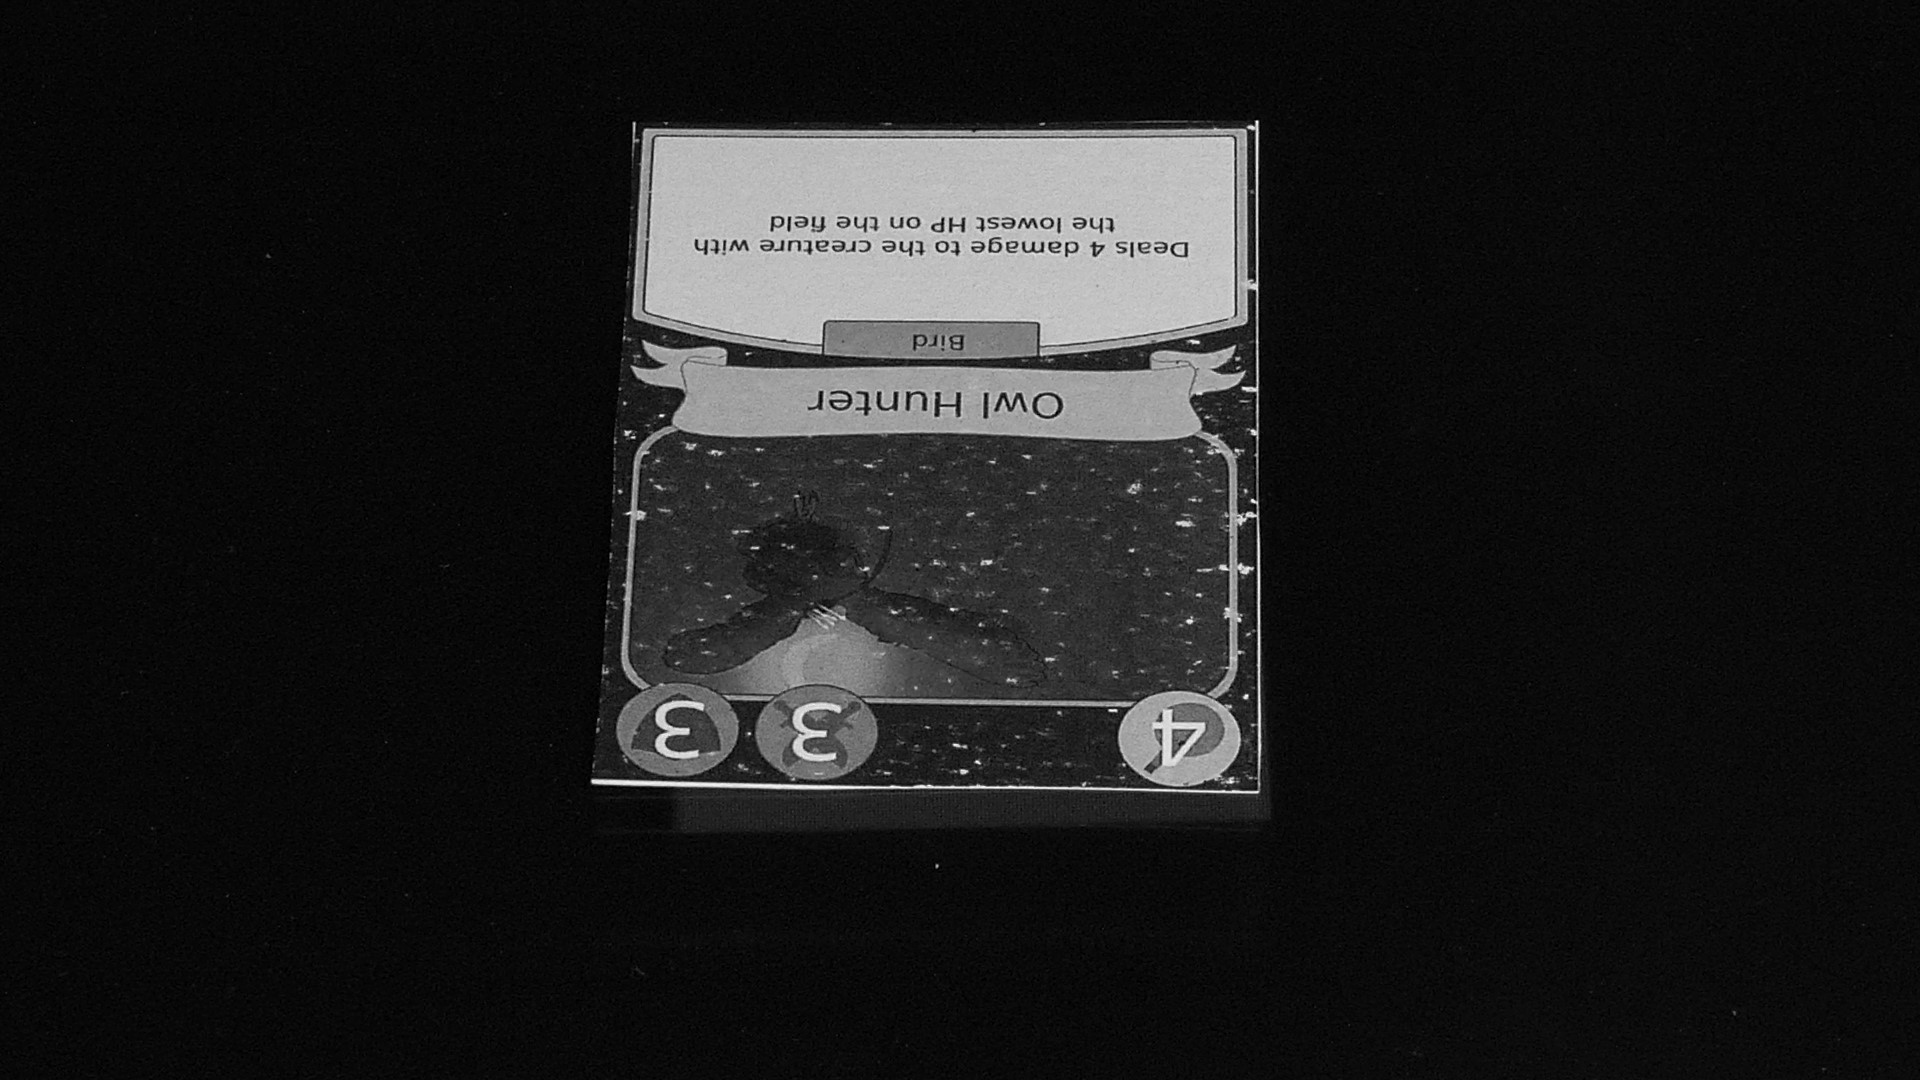 4 3 3
Owl Hunter
Bird
Deals 4 damage to the creature with
the lowest HP on the field